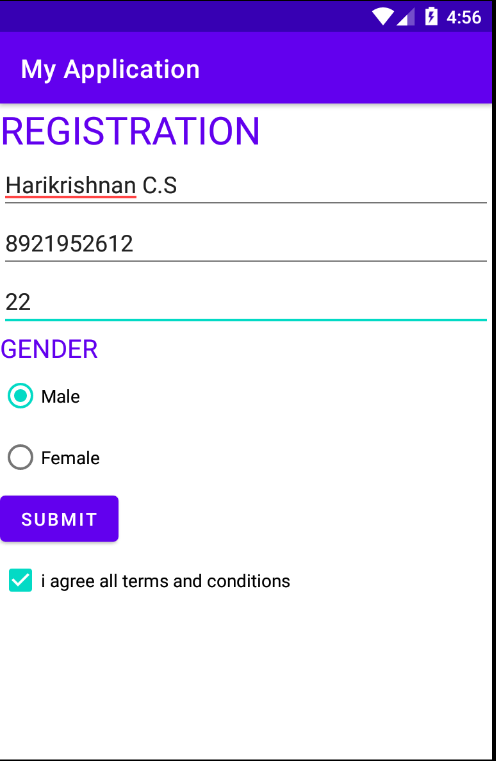 4:56
My Application
REGISTRATION
Harikrishnan C.S
8921952612
22
GENDER
Male
Female
SUBMIT
i agree all terms and conditions